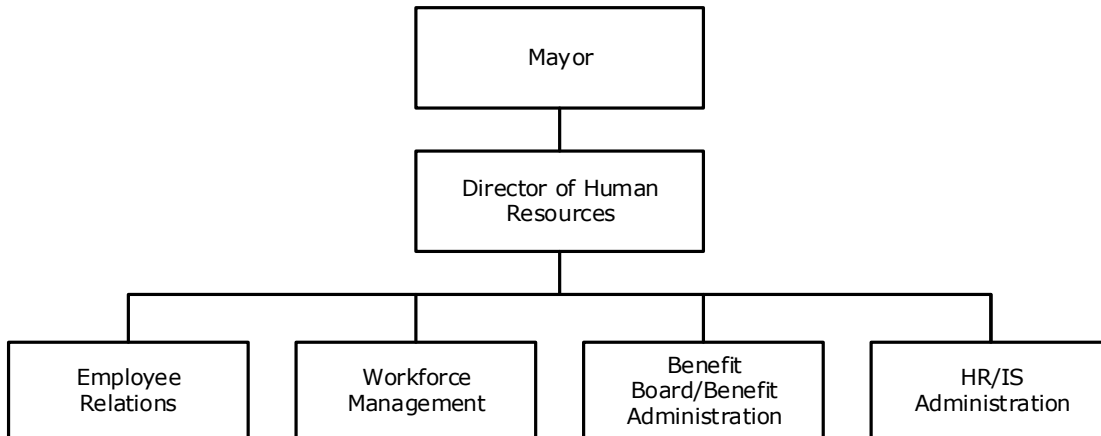 Mayor
Director of Human
Resources
Employee
Relations
Workforce
Management
Benefit
Board/Benefit
Administration
HR/IS
Administration